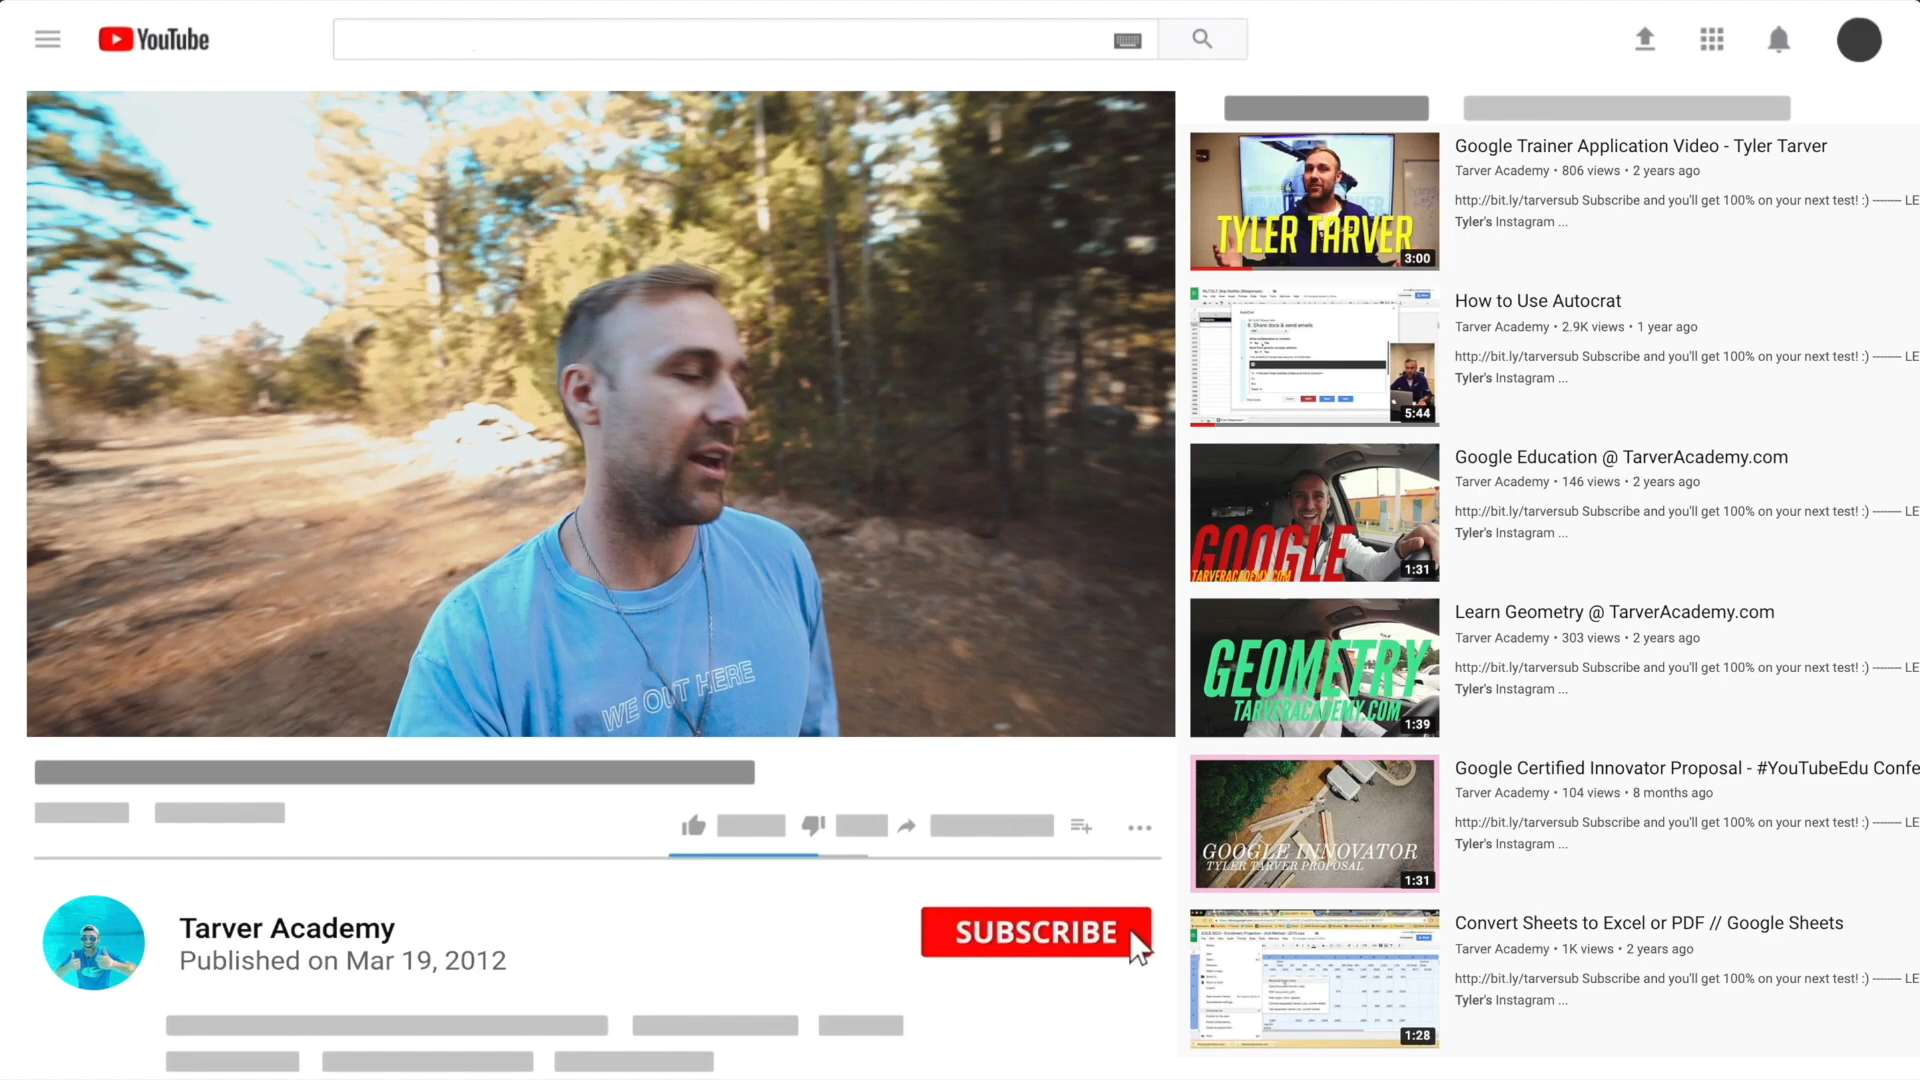 YouTube
Google Trainer Application Video - Tyler Tarver
Tarver Academy • 806 views • 2 years ago
http://bit.ly/tarversub Subscribe and you'll get 100% on your next test! :) -------- LE
Tyler's Instagram ...
TYLER TARVER
3:00
How to Use Autocrat
Tarver Academy • 2.9K views • 1 year ago
http://bit.ly/tarversub Subscribe and you'll get 100% on your next test! :) -------- LE
Tyler's Instagram ...
8. Share docs & send emails
5:44
Google Education @ TarverAcademy.com
Tarver Academy • 146 views • 2 years ago
http://bit.ly/tarversub Subscribe and you'll get 100% on your next test! :) -------- LE
Tyler's Instagram ...
GOOGLE
TARVERACADEMY.COM
1:31
Learn Geometry @ TarverAcademy.com
Tarver Academy • 303 views • 2 years ago
http://bit.ly/tarversub Subscribe and you'll get 100% on your next test! :) -------- LE
Tyler's Instagram ...
GEOMETRY
TARVERACADEMY.COM
1:39
WE OUT HERE
Google Certified Innovator Proposal - #YouTubeEdu Confe
Tarver Academy • 104 views • 8 months ago
http://bit.ly/tarversub Subscribe and you'll get 100% on your next test! :) -------- LE
Tyler's Instagram ...
GOOGLE INNOVATOR
TYLER TARVER PROPOSAL
1:31
Tarver Academy
Published on Mar 19, 2012
SUBSCRIBE
Convert Sheets to Excel or PDF // Google Sheets
Tarver Academy • 1K views • 2 years ago
http://bit.ly/tarversub Subscribe and you'll get 100% on your next test! :) -------- LE
Tyler's Instagram ...
1:28